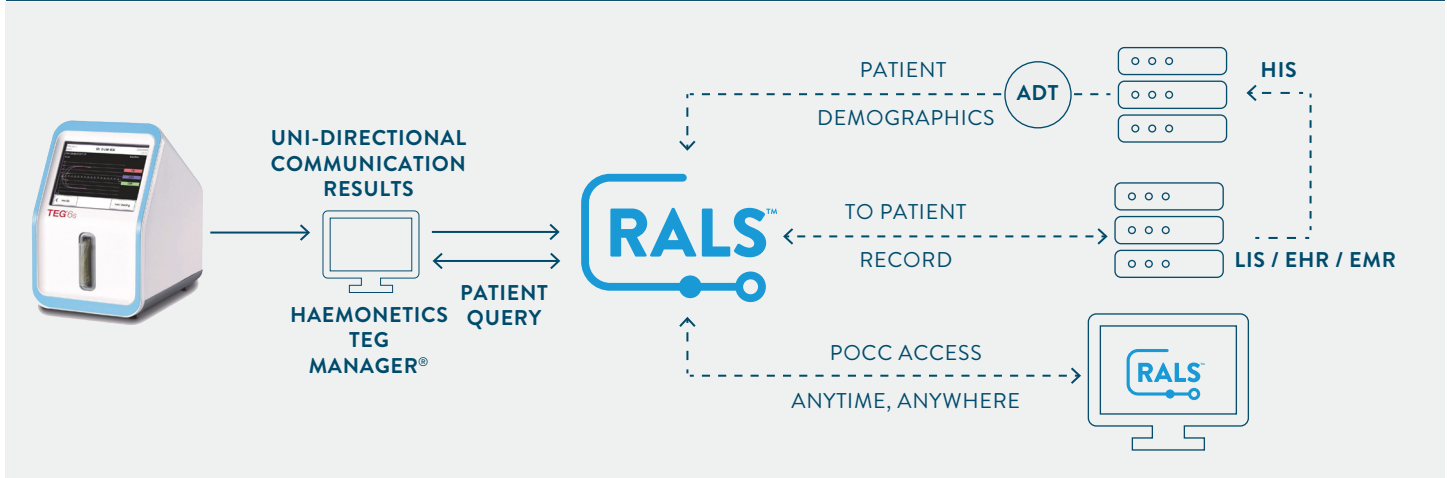 UNI-DIRECTIONAL
COMMUNICATION
RESULTS
TEG®6s
HAEMONETICS
TEG
MANAGER®
PATIENT
QUERY
RALS™
PATIENT
DEMOGRAPHICS
ADT
HIS
TO PATIENT
RECORD
LIS / EHR / EMR
POCC ACCESS
ANYTIME, ANYWHERE
RALS™